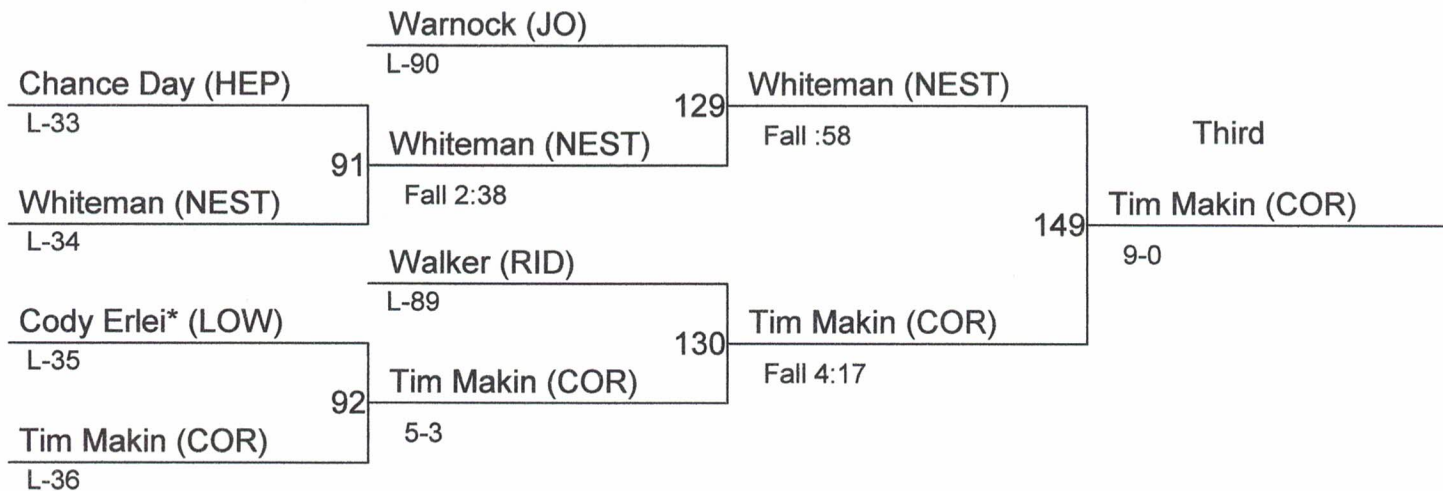 Warnock (JO)
L-90
Chance Day (HEP)
L-33
129
Whiteman (NEST)
Fall :58
Third
91
Whiteman (NEST)
Fall 2:38
Whiteman (NEST)
L-34
149
Tim Makin (COR)
9-0
Walker (RID)
L-89
Cody Erlei* (LOW)
L-35
130
Tim Makin (COR)
Fall 4:17
92
Tim Makin (COR)
5-3
Tim Makin (COR)
L-36